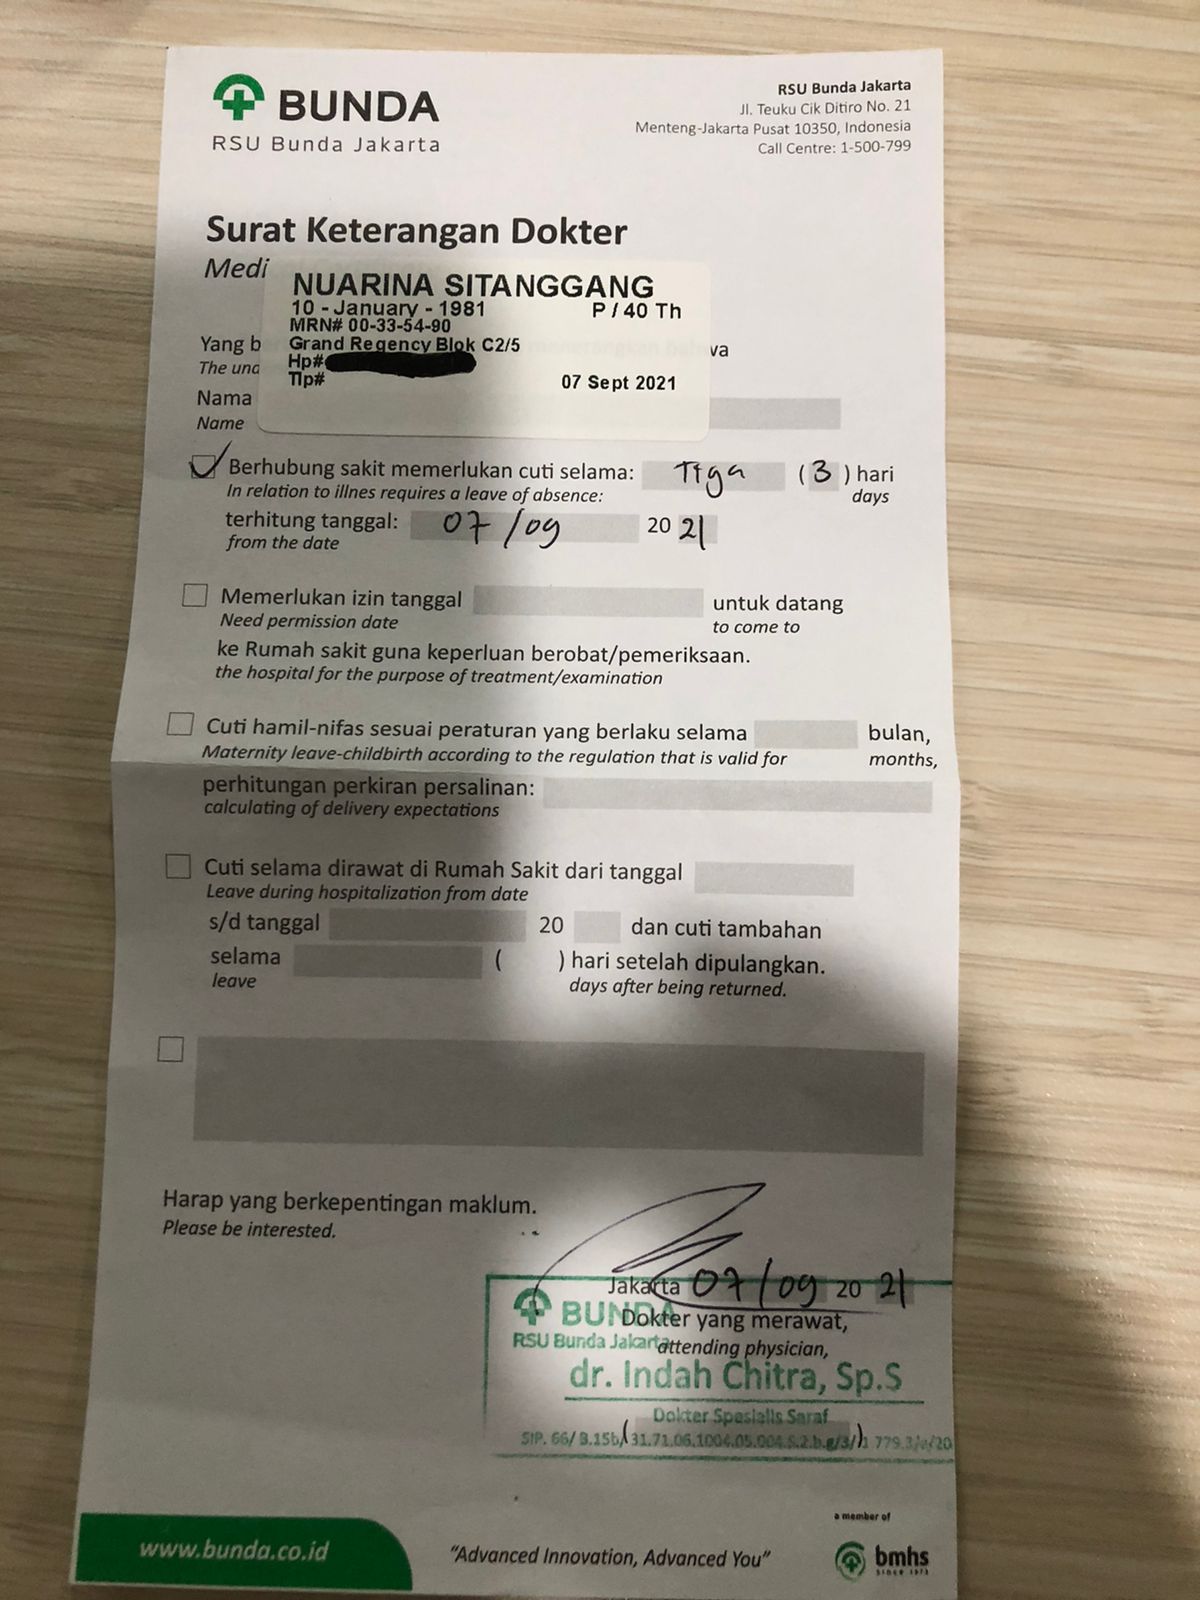 BUNDA
RSU Bunda Jakarta
RSU Bunda Jakarta
Jl. Teuku Cik Ditiro No. 21
Menteng-Jakarta Pusat 10350, Indonesia
Call Centre: 1-500-799
Surat Keterangan Dokter
Medi
NUARINA SITANGGANG
10 - January - 1981 P / 40 Th
MRN# 00-33-54-90
Grand Regency Blok C2/5
Hp#
Tlp# 07 Sept 2021
Yang b menerangkan bahwa
The und
Nama
Name
Berhubung sakit memerlukan cuti selama: Tiga (3) hari
In relation to illnes requires a leave of absence: days
terhitung tanggal: 07/09 20 21
from the date
Memerlukan izin tanggal untuk datang
Need permission date to come to
ke Rumah sakit guna keperluan berobat/pemeriksaan.
the hospital for the purpose of treatment/examination
Cuti hamil-nifas sesuai peraturan yang berlaku selama bulan,
Maternity leave-childbirth according to the regulation that is valid for months,
perhitungan perkiran persalinan:
calculating of delivery expectations
Cuti selama dirawat di Rumah Sakit dari tanggal
Leave during hospitalization from date
s/d tanggal 20 dan cuti tambahan
selama ( ) hari setelah dipulangkan.
leave days after being returned.
Harap yang berkepentingan maklum.
Please be interested.
Jakarta 07/09 20 21
BUNDA
Dokter yang merawat,
RSU Bunda Jakarta
attending physician,
dr. Indah Chitra, Sp.S
Dokter Spesialis Saraf
SIP. 66/ B.15b/ 31.71.06.1004.05.004.S.2.b.g/3/
www.bunda.co.id
"Advanced Innovation, Advanced You"
a member of
bmhs
SINCE 1973